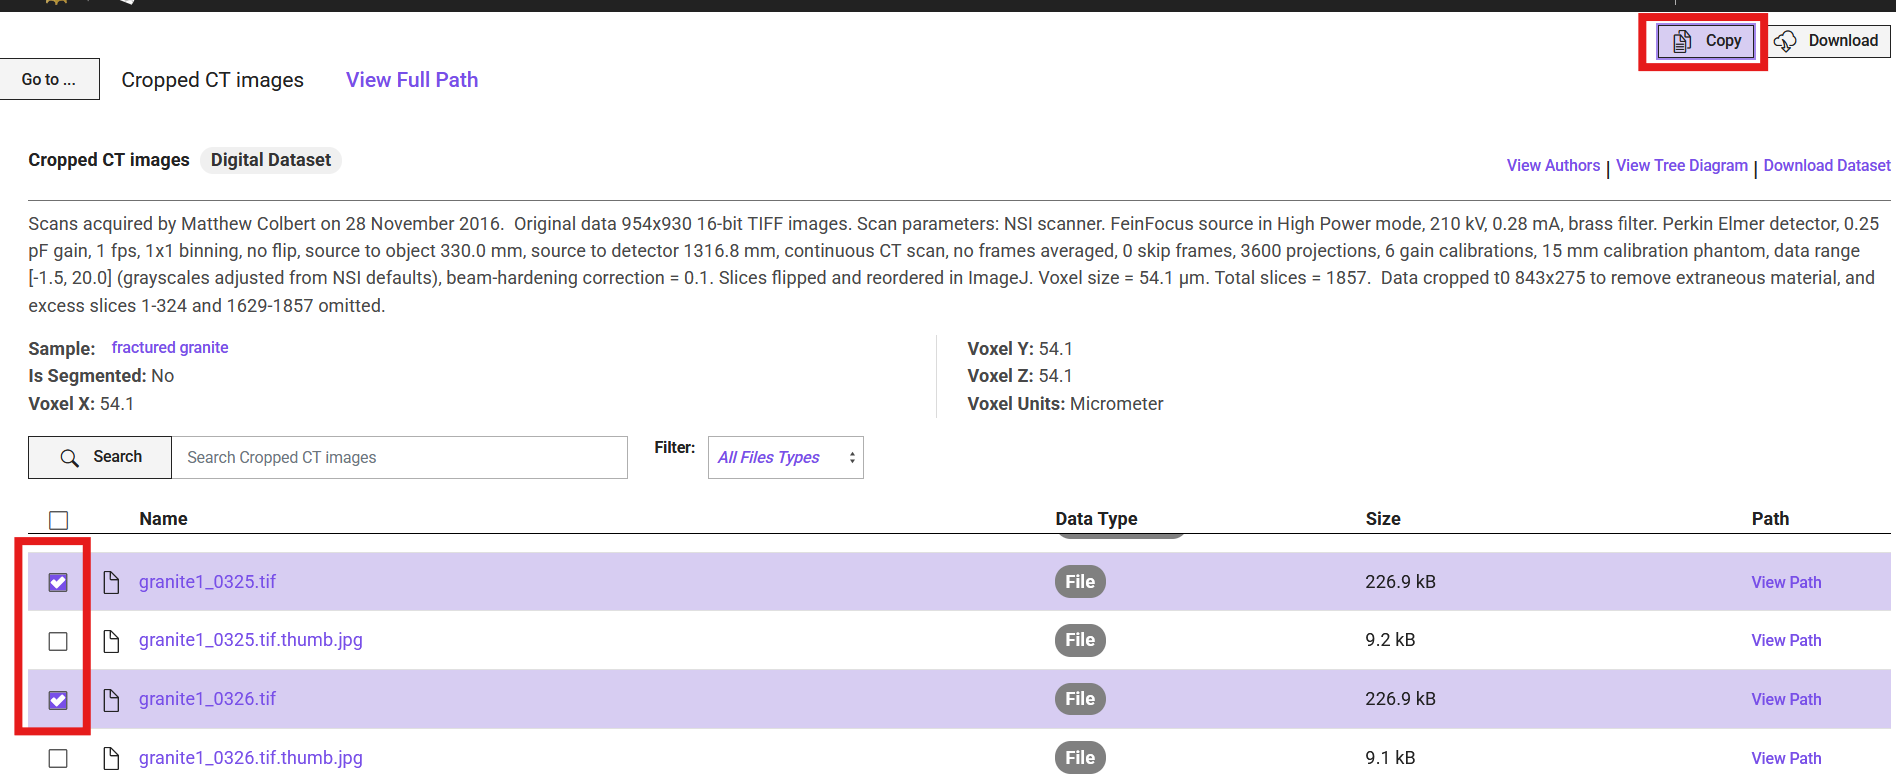 Copy
Download
Go to ...
Cropped CT images
View Full Path
Cropped CT images
Digital Dataset
View Authors | View Tree Diagram | Download Dataset
Scans acquired by Matthew Colbert on 28 November 2016.  Original data 954x930 16-bit TIFF images. Scan parameters: NSI scanner. FeinFocus source in High Power mode, 210 kV, 0.28 mA, brass filter. Perkin Elmer detector, 0.25
pF gain, 1 fps, 1x1 binning, no flip, source to object 330.0 mm, source to detector 1316.8 mm, continuous CT scan, no frames averaged, 0 skip frames, 3600 projections, 6 gain calibrations, 15 mm calibration phantom, data range
[-1.5, 20.0] (grayscales adjusted from NSI defaults), beam-hardening correction = 0.1. Slices flipped and reordered in ImageJ. Voxel size = 54.1 µm. Total slices = 1857.  Data cropped t0 843x275 to remove extraneous material, and
excess slices 1-324 and 1629-1857 omitted.
Sample: fractured granite
Is Segmented: No
Voxel X: 54.1
Voxel Y: 54.1
Voxel Z: 54.1
Voxel Units: Micrometer
Search
Search Cropped CT images
Filter:
All Files Types
Name Data Type Size Path
granite1_0325.tif File 226.9 kB View Path
granite1_0325.tif.thumb.jpg File 9.2 kB View Path
granite1_0326.tif File 226.9 kB View Path
granite1_0326.tif.thumb.jpg File 9.1 kB View Path